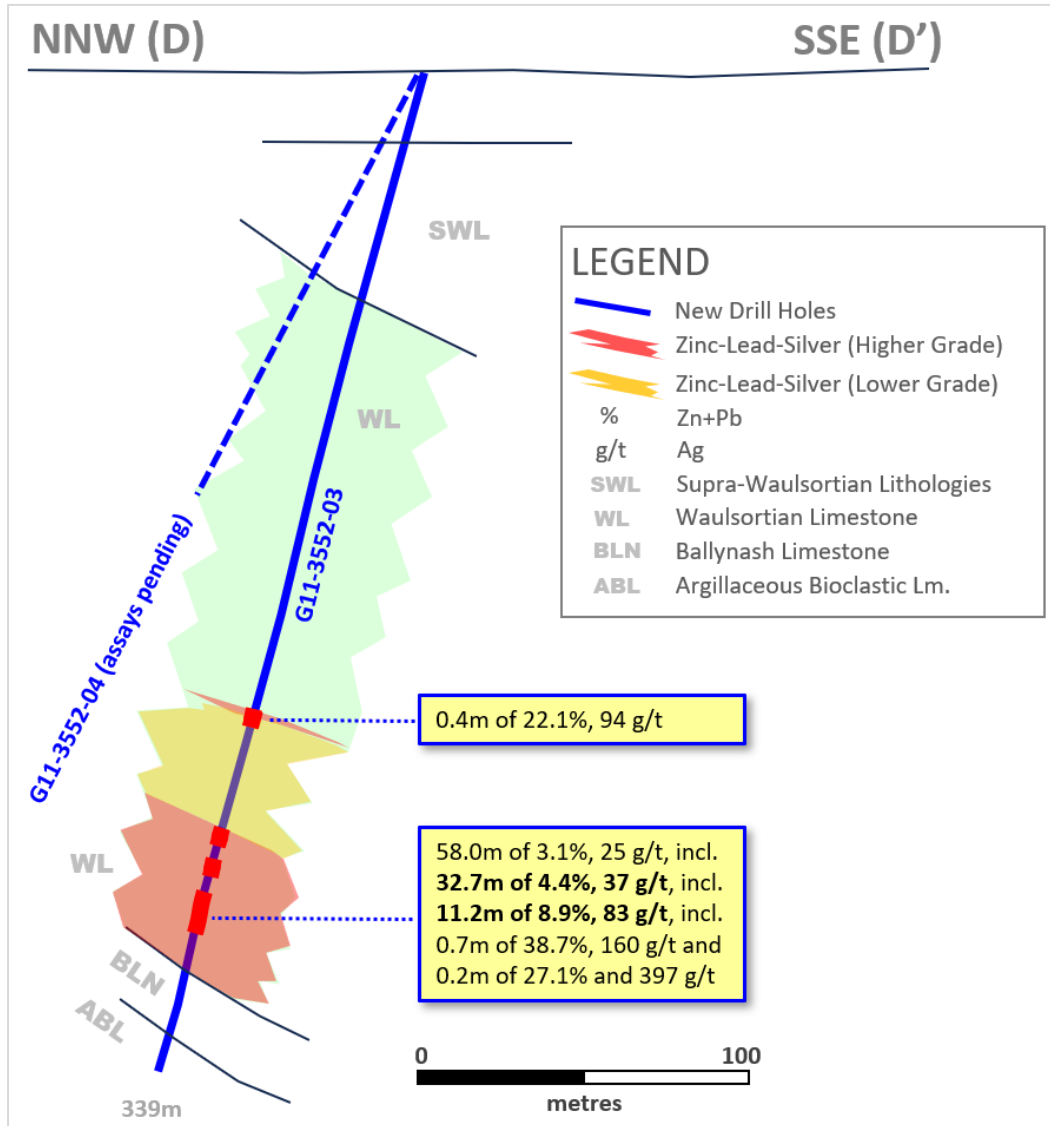 NNW (D)
SSE (D’)
SWL
WL
G11-3552-03
G11-3552-04 (assays pending)
WL
BLN
ABL
339m
LEGEND
New Drill Holes
Zinc-Lead-Silver (Higher Grade)
Zinc-Lead-Silver (Lower Grade)
% Zn+Pb
g/t Ag
SWL Supra-Waulsortian Lithologies
WL Waulsortian Limestone
BLN Ballynash Limestone
ABL Argillaceous Bioclastic Lm.
0.4m of 22.1%, 94 g/t
58.0m of 3.1%, 25 g/t, incl.
32.7m of 4.4%, 37 g/t, incl.
11.2m of 8.9%, 83 g/t, incl.
0.7m of 38.7%, 160 g/t and
0.2m of 27.1% and 397 g/t
0 100
metres